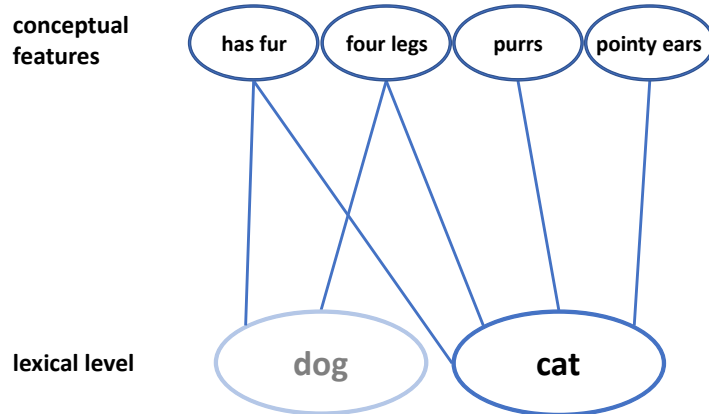 conceptual
features
has fur
four legs
purrs
pointy ears
lexical level
dog
cat